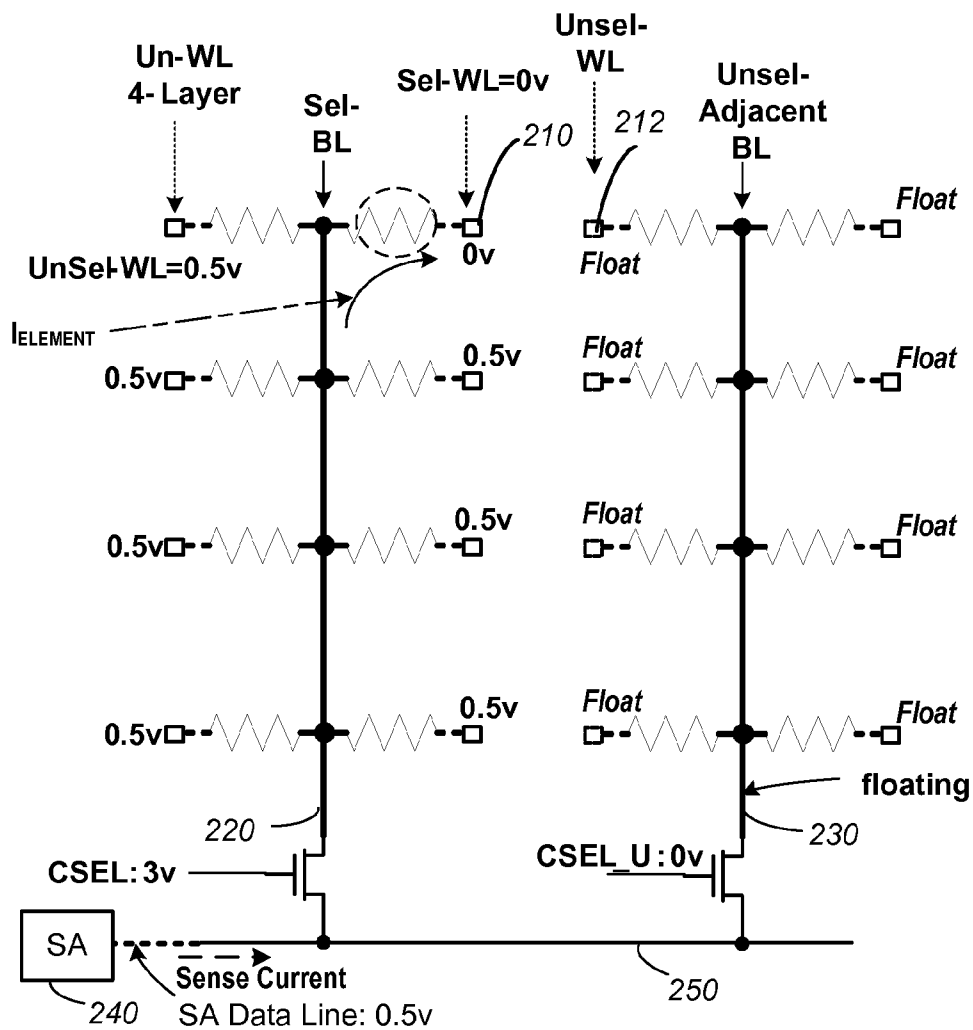 Un-WL
4-Layer
Sel-
BL
Sel-WL=0v
210
Unsel-
WL
212
Unsel-
Adjacent
BL
Float
UnSel-WL=0.5v
0v
Float
IELEMENT
0.5v
0.5v
Float
Float
0.5v
0.5v
Float
Float
0.5v
0.5v
Float
Float
220
floating
230
CSEL: 3v
CSEL_U: 0v
SA
Sense Current
240
SA Data Line: 0.5v
250